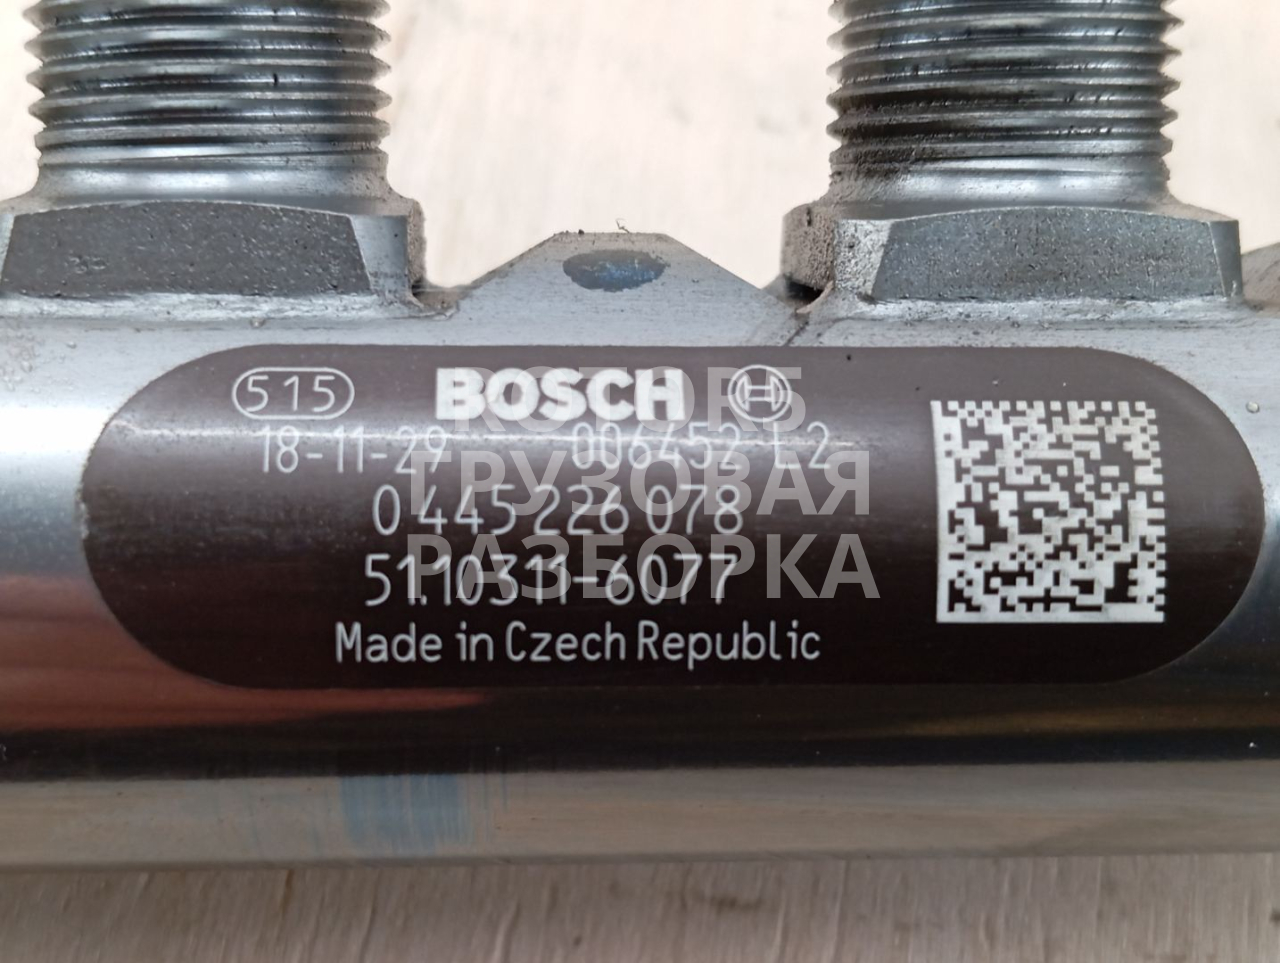 515 BOSCH
18-11-29 006452 L2
0 445 226 078
51.10311-6077
Made in Czech Republic
ГРУЗОВАЯ
РАЗБОРКА